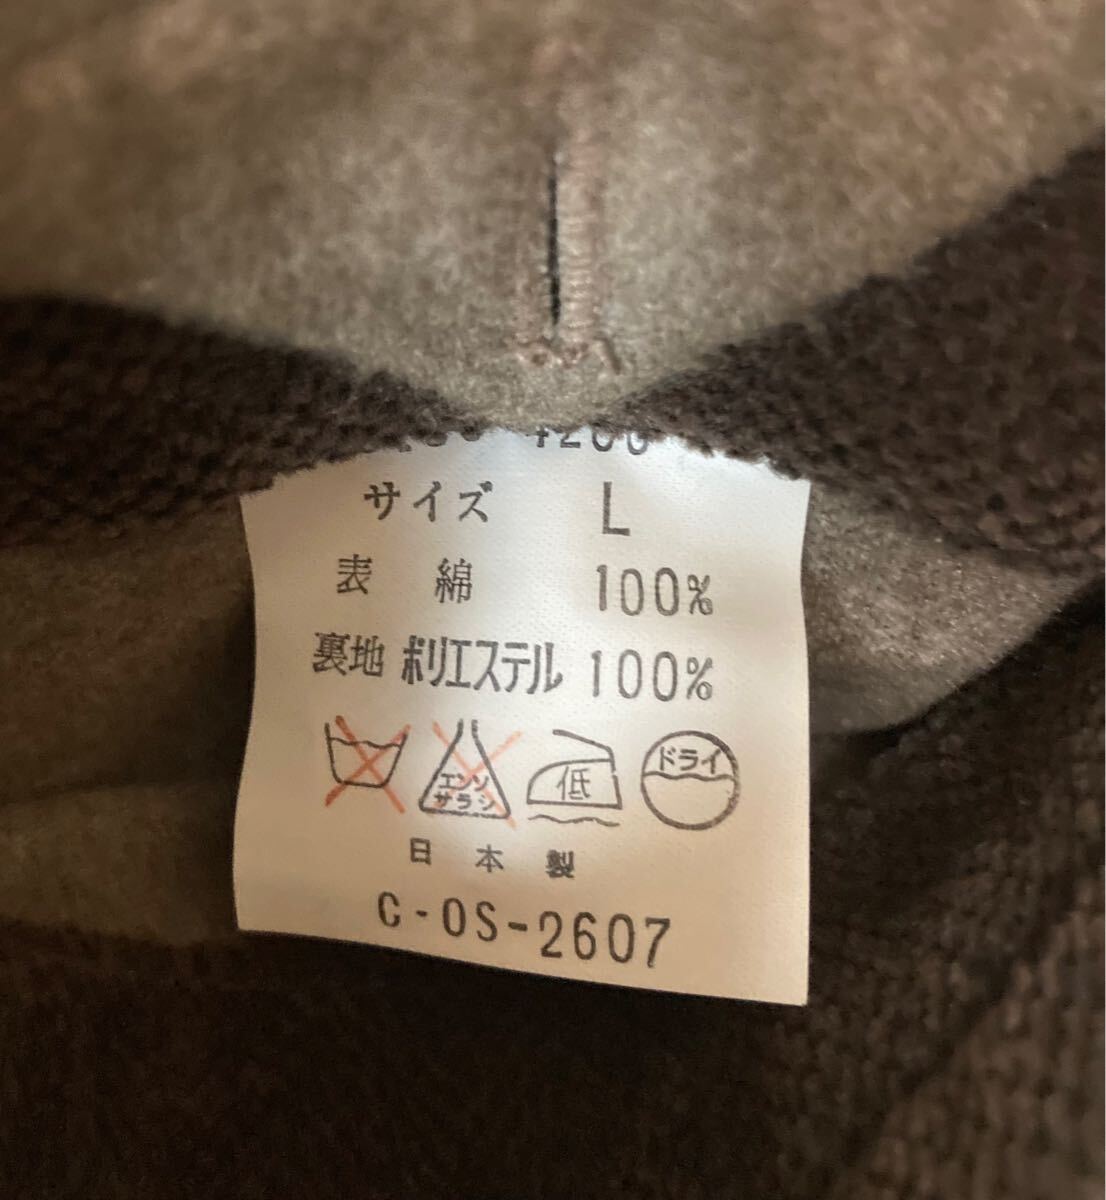 サイズ L
表 綿 100%
裏地 ポリエステル 100%
エンソ
サラシ
低
ドライ
日本製
C-OS-2607